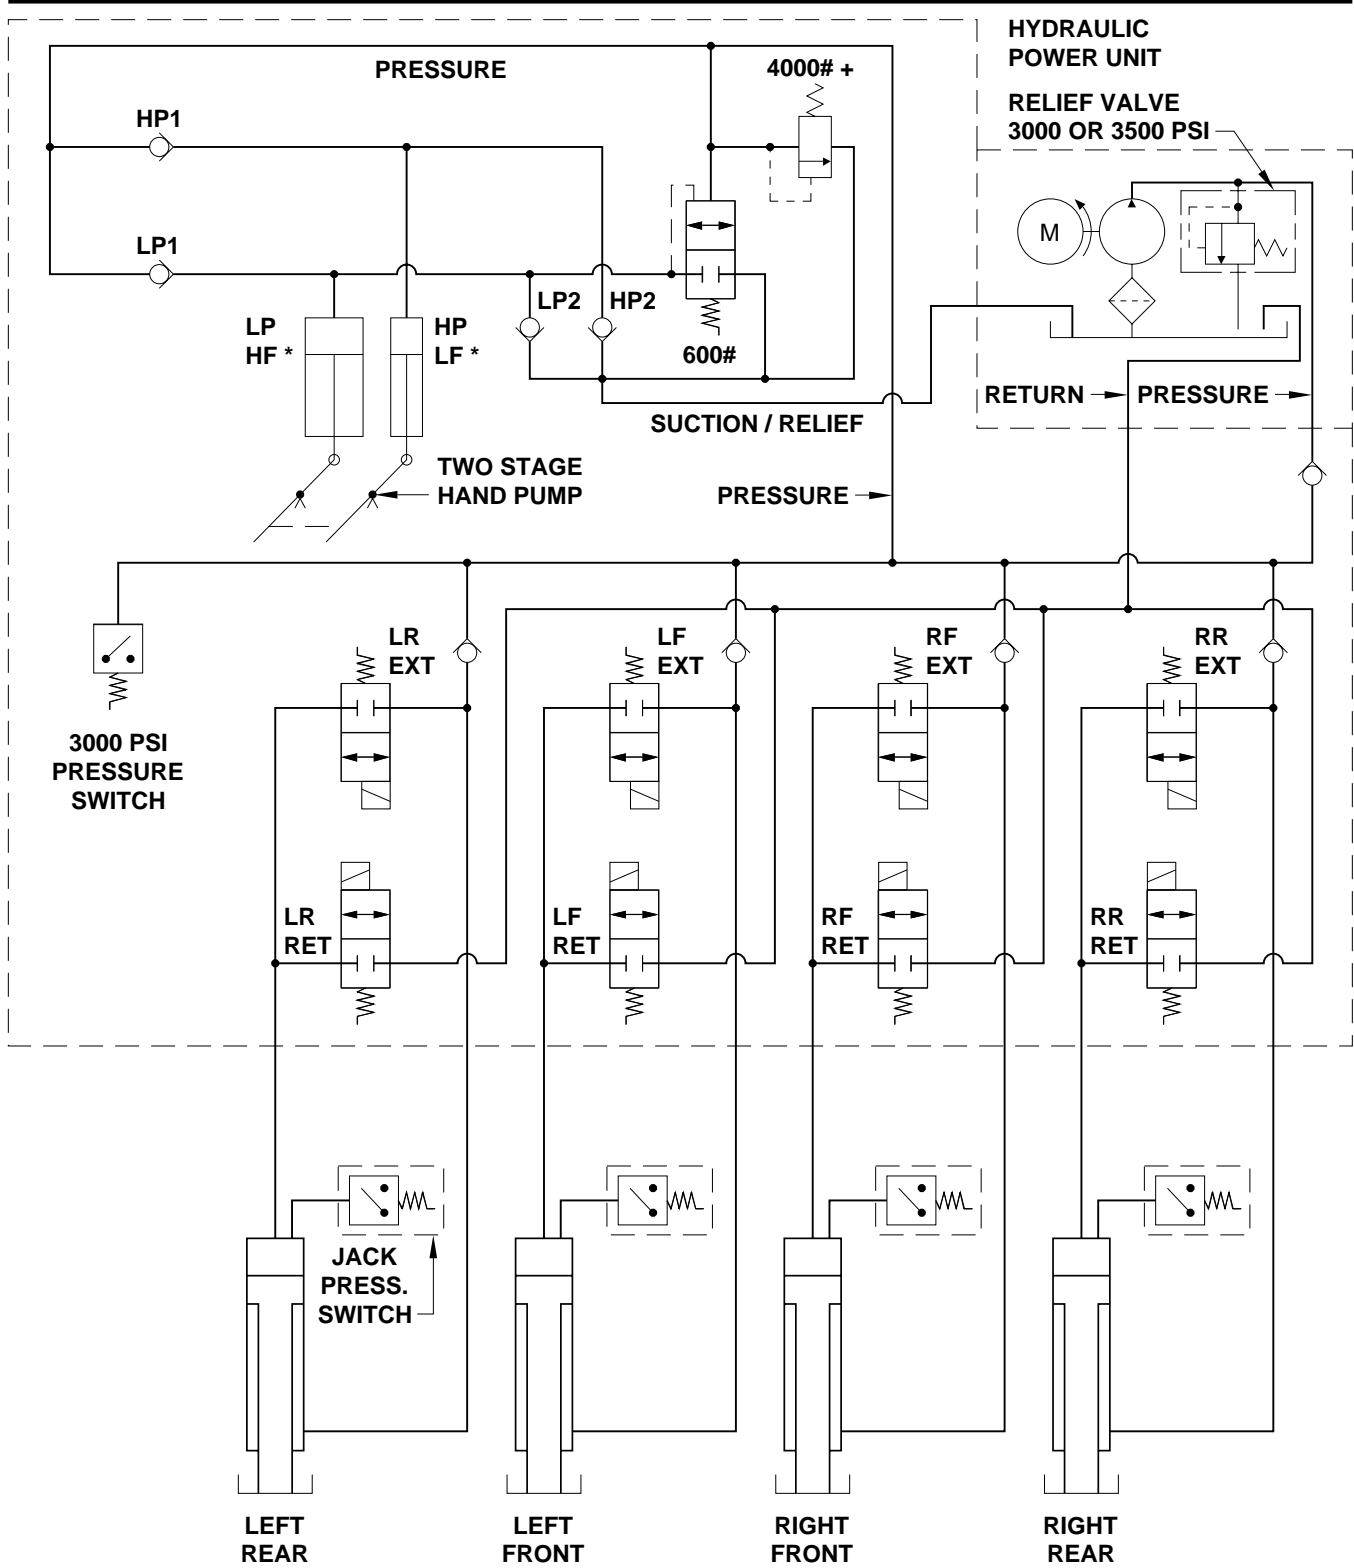 HYDRAULIC
POWER UNIT
PRESSURE
4000# +
RELIEF VALVE
3000 OR 3500 PSI
HP1
M
LP1
LP2
HP2
LP
HF *
HP
LF *
600#
RETURN
PRESSURE
SUCTION / RELIEF
TWO STAGE
HAND PUMP
PRESSURE
LR
EXT
LF
EXT
RF
EXT
RR
EXT
3000 PSI
PRESSURE
SWITCH
LR
RET
LF
RET
RF
RET
RR
RET
JACK
PRESS.
SWITCH
LEFT
REAR
LEFT
FRONT
RIGHT
FRONT
RIGHT
REAR